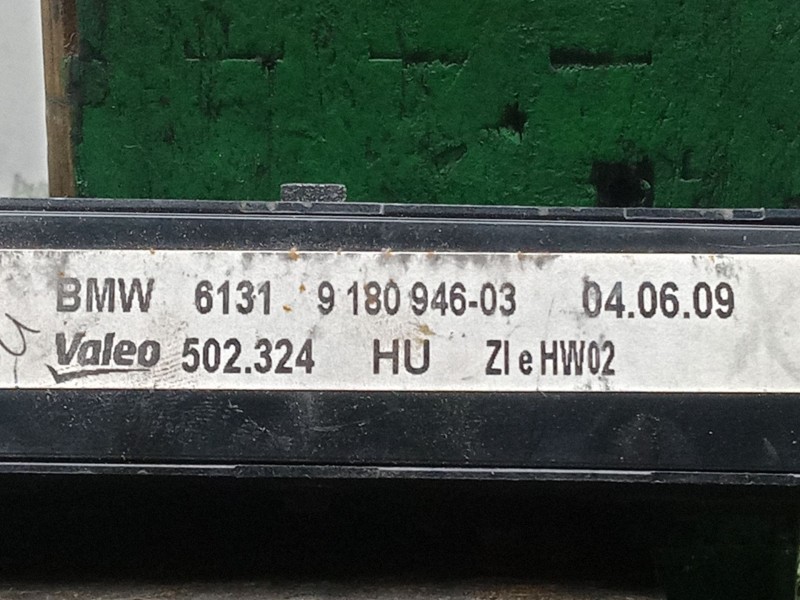 BMW 6131 9 180 946-03 04.06.09
Valeo 502.324 HU ZI e HW02